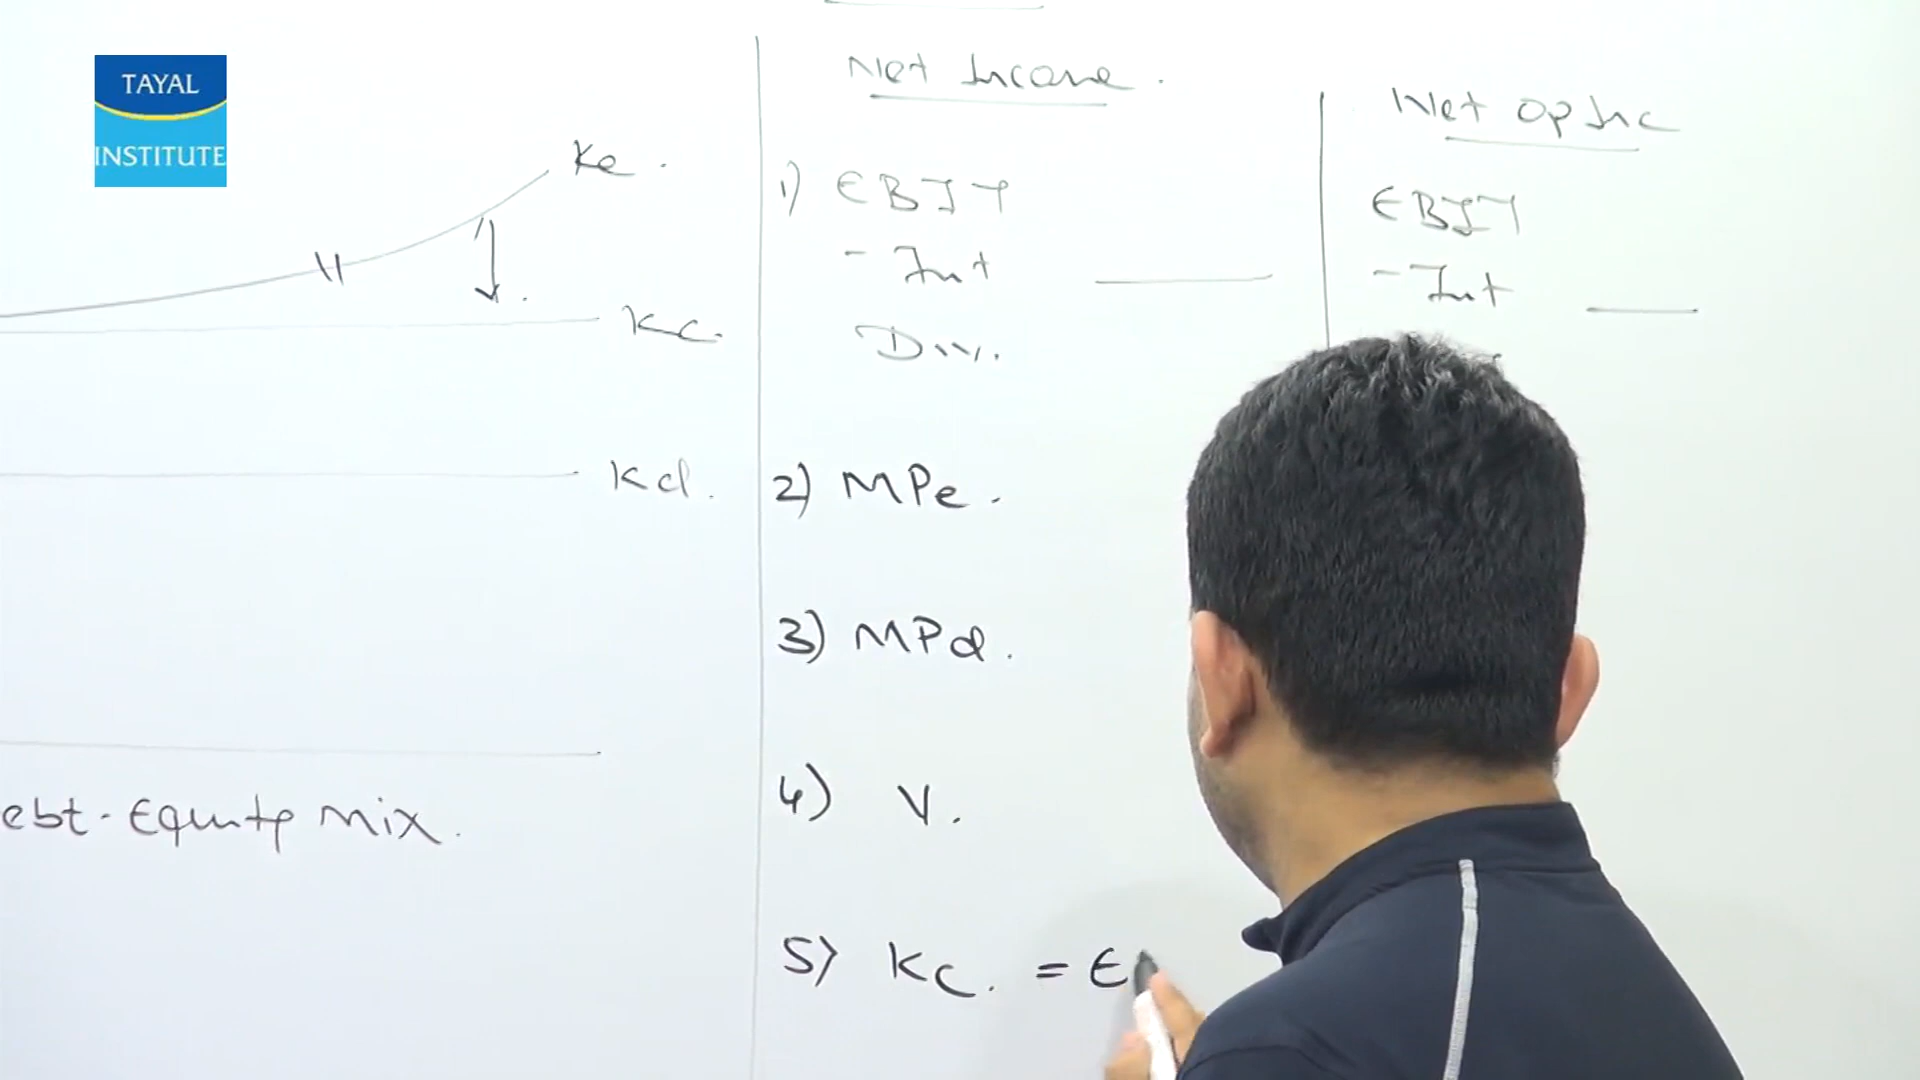 TAYAL
INSTITUTE
Ke.
Kc.
Kd.
ebt-Equity Mix.
Net Income.
1) EBIT
- Int
Div.
2) MPe.
3) MPd.
4) V.
5) Kc. = E
Net Op Inc
EBIT
- Int